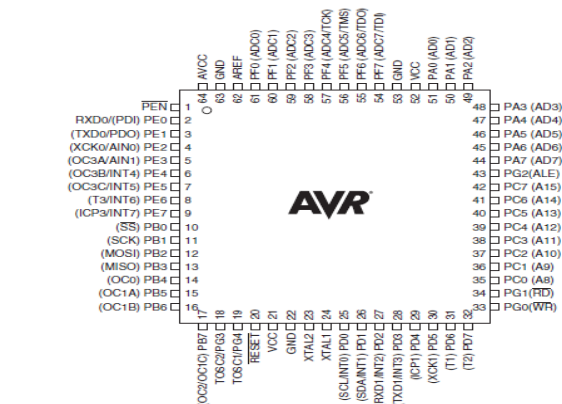 64 AVCC
63 GND
62 AREF
61 PF0 (ADC0)
60 PF1 (ADC1)
59 PF2 (ADC2)
58 PF3 (ADC3)
57 PF4 (ADC4/TCK)
56 PF5 (ADC5/TMS)
55 PF6 (ADC6/TDO)
54 PF7 (ADC7/TDI)
53 GND
52 VCC
51 PA0 (AD0)
50 PA1 (AD1)
49 PA2 (AD2)
PEN 1
RXD0/(PDI) PE0 2
(TXD0/PDO) PE1 3
(XCK0/AIN0) PE2 4
(OC3A/AIN1) PE3 5
(OC3B/INT4) PE4 6
(OC3C/INT5) PE5 7
(T3/INT6) PE6 8
(ICP3/INT7) PE7 9
(SS) PB0 10
(SCK) PB1 11
(MOSI) PB2 12
(MISO) PB3 13
(OC0) PB4 14
(OC1A) PB5 15
(OC1B) PB6 16
AVR
48 PA3 (AD3)
47 PA4 (AD4)
46 PA5 (AD5)
45 PA6 (AD6)
44 PA7 (AD7)
43 PG2(ALE)
42 PC7 (A15)
41 PC6 (A14)
40 PC5 (A13)
39 PC4 (A12)
38 PC3 (A11)
37 PC2 (A10)
36 PC1 (A9)
35 PC0 (A8)
34 PG1(RD)
33 PG0(WR)
(OC2/OC1C) PB7 17
TOSC2/PG3 18
TOSC1/PG4 19
RESET 20
VCC 21
GND 22
XTAL2 23
XTAL1 24
(SCL/INT0) PD0 25
(SDA/INT1) PD1 26
RXD1/INT2) PD2 27
TXD1/INT3) PD3 28
(ICP1) PD4 29
(XCK1) PD5 30
(T1) PD6 31
(T2) PD7 32